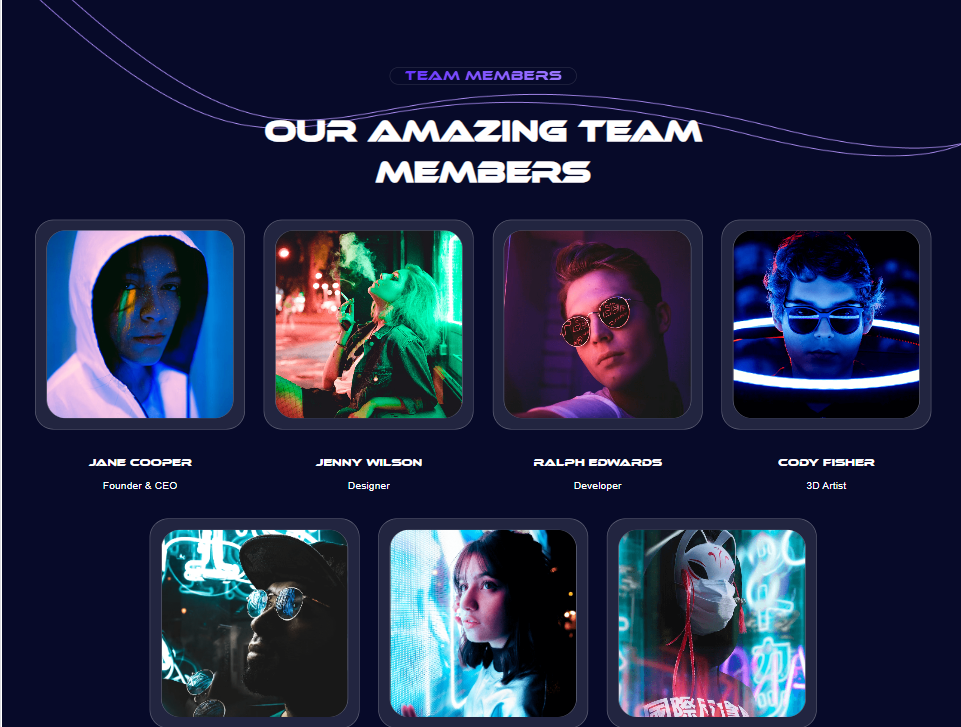 TEAM MEMBERS
OUR AMAZING TEAM
MEMBERS
JANE COOPER
JENNY WILSON
RALPH EDWARDS
CODY FISHER
Founder & CEO
Designer
Developer
3D Artist